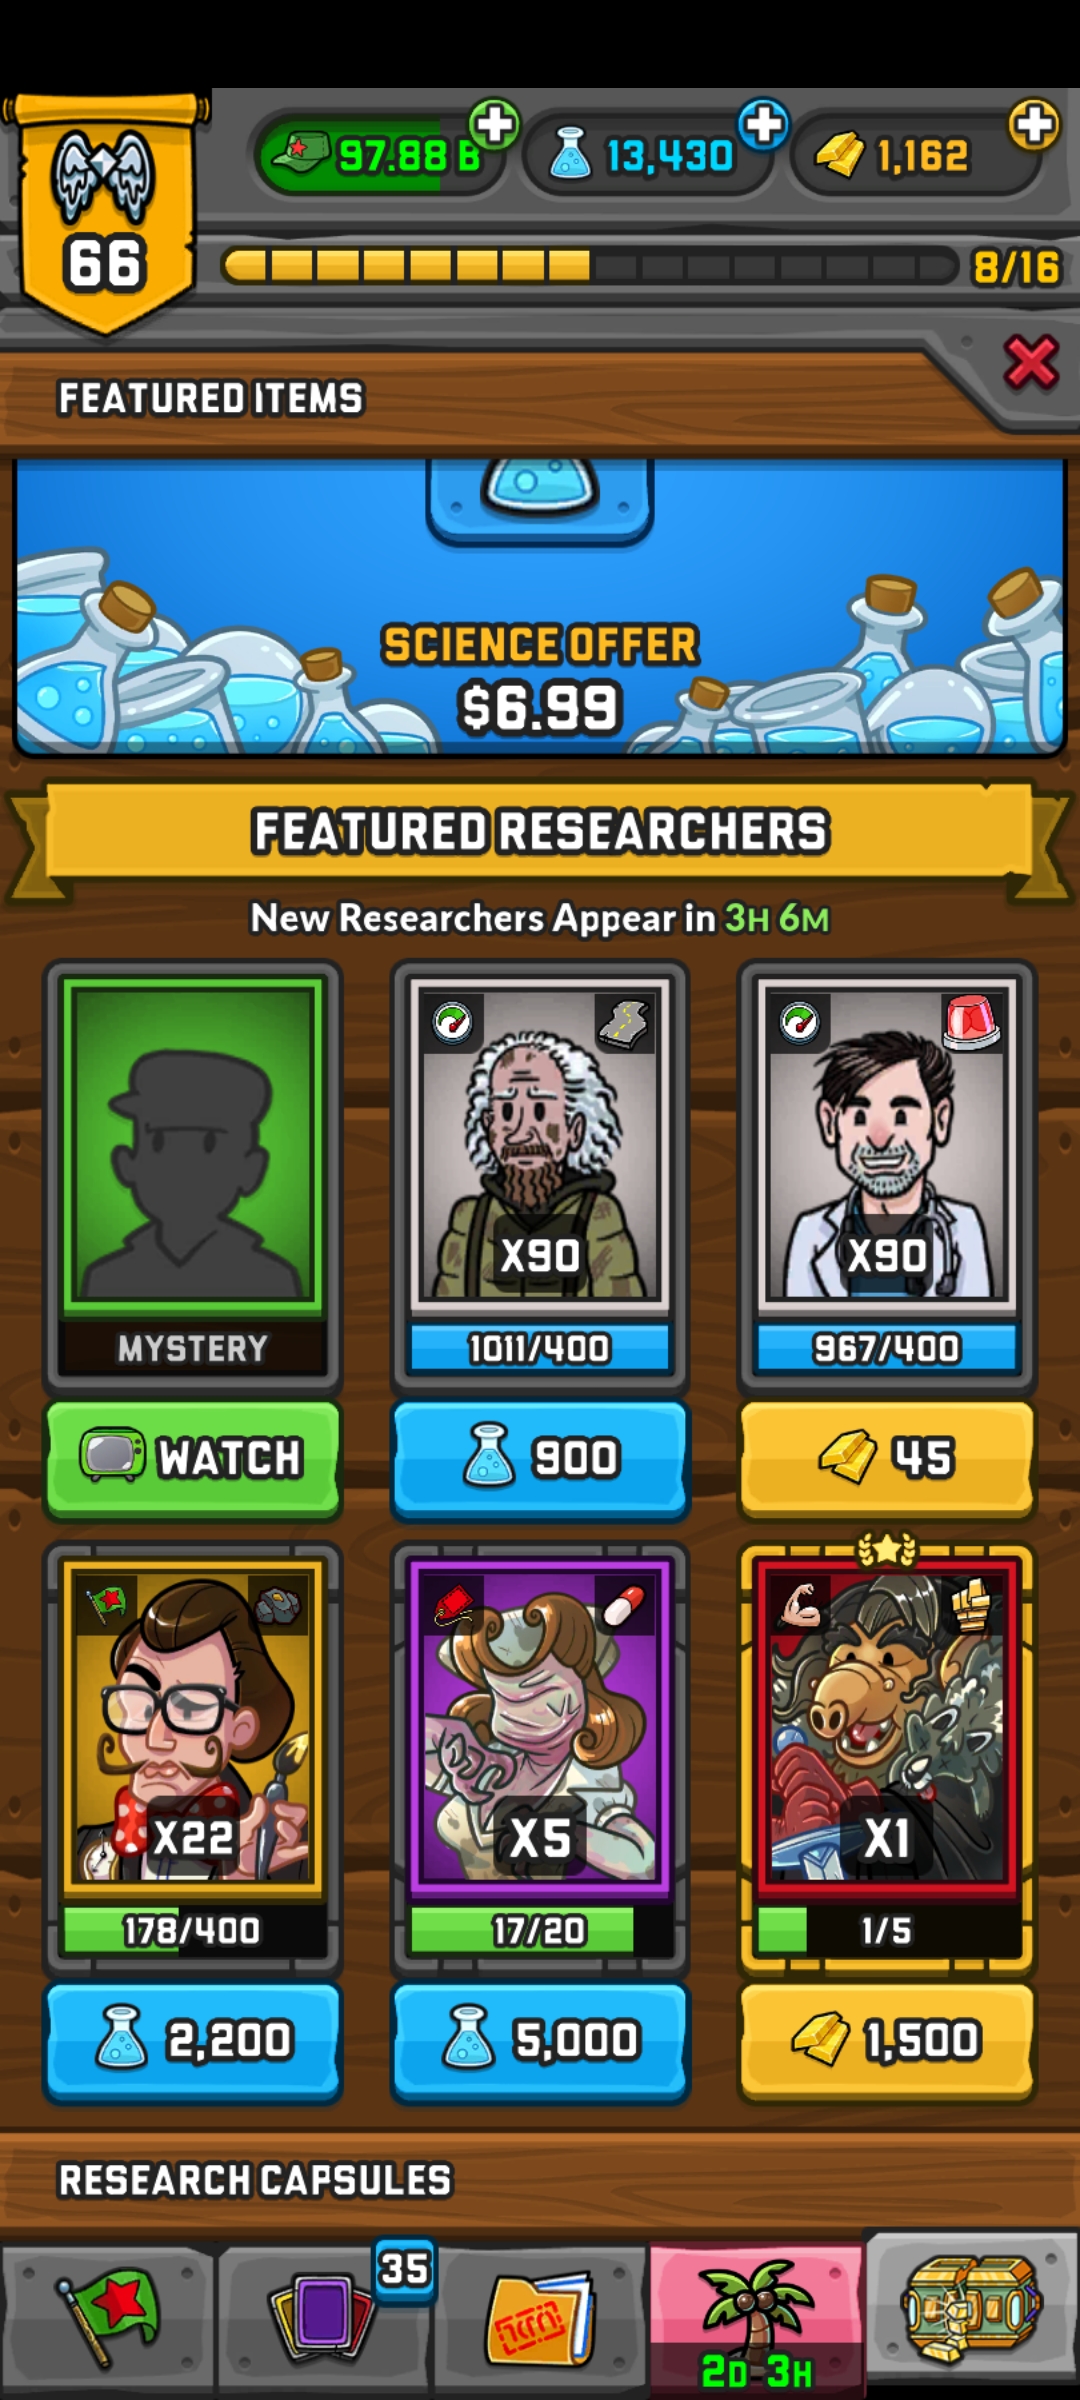 97.88 B
13,430
1,162
66
8/16
FEATURED ITEMS
SCIENCE OFFER
$6.99
FEATURED RESEARCHERS
New Researchers Appear in 3H 6M
X90
X90
MYSTERY
1011/400
967/400
WATCH
900
45
X22
X5
X1
178/400
17/20
1/5
2,200
5,000
1,500
RESEARCH CAPSULES
35
2D 3H